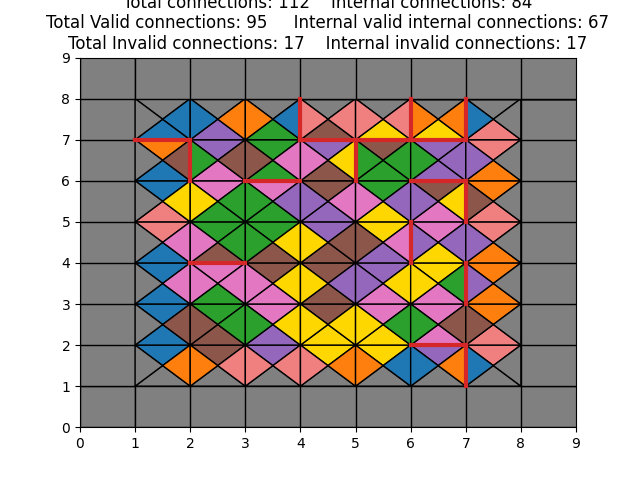 Total connections: 112    Internal connections: 84
Total Valid connections: 95     Internal valid internal connections: 67
Total Invalid connections: 17    Internal invalid connections: 17
9
8
7
6
5
4
3
2
1
0
0 1 2 3 4 5 6 7 8 9